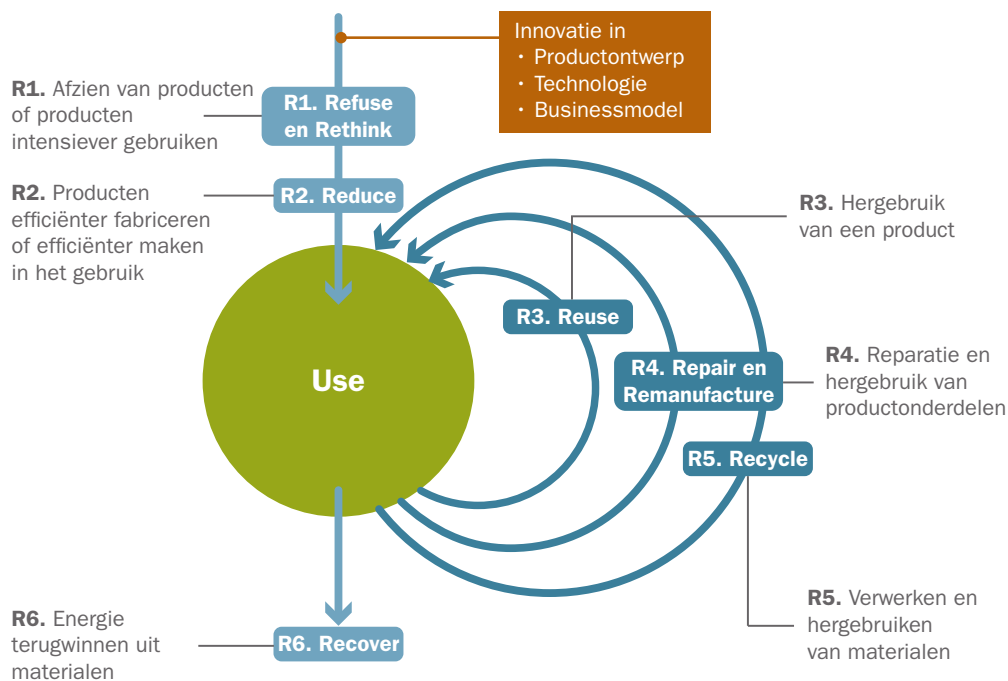 Innovatie in
· Productontwerp
· Technologie
· Businessmodel
R1. Afzien van producten
of producten
intensiever gebruiken
R1. Refuse
en Rethink
R2. Producten
efficiënter fabriceren
of efficiënter maken
in het gebruik
R2. Reduce
R3. Hergebruik
van een product
R3. Reuse
Use
R4. Repair en
Remanufacture
R4. Reparatie en
hergebruik van
productonderdelen
R5. Recycle
R5. Verwerken en
hergebruiken
van materialen
R6. Energie
terugwinnen uit
materialen
R6. Recover